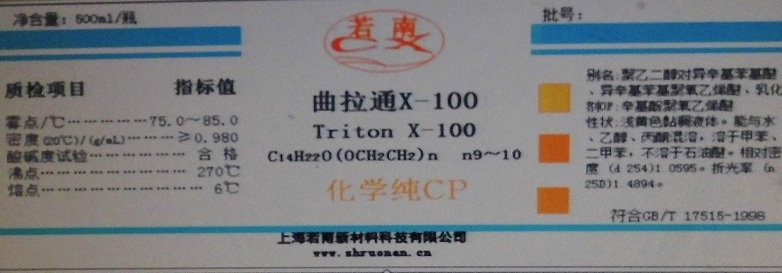 净含量：500ml/瓶
质检项目 指标值
雾点/℃………………75.0～85.0
密度(20℃)/(g/mL)………≥0.980
酸碱度试验………………合 格
沸点………………………270℃
熔点………………………6℃
若南
曲拉通X-100
Triton X-100
C14H22O(OCH2CH2)n n9～10
化学纯CP
上海若南新材料科技有限公司
www.shruonan.cn
批号：
别名:聚乙二醇对异辛基苯基醚
、异辛基苯基聚氧乙烯醚、乳化
剂OP;辛基酚聚氧乙烯醚
性状:浅黄色黏稠液体。能与水
、乙醇、丙酮混溶，溶于甲苯、
二甲苯，不溶于石油醚。相对密
度（d 254)1.0595。折光率（n
25D)1.4894。
符合GB/T 17515-1998